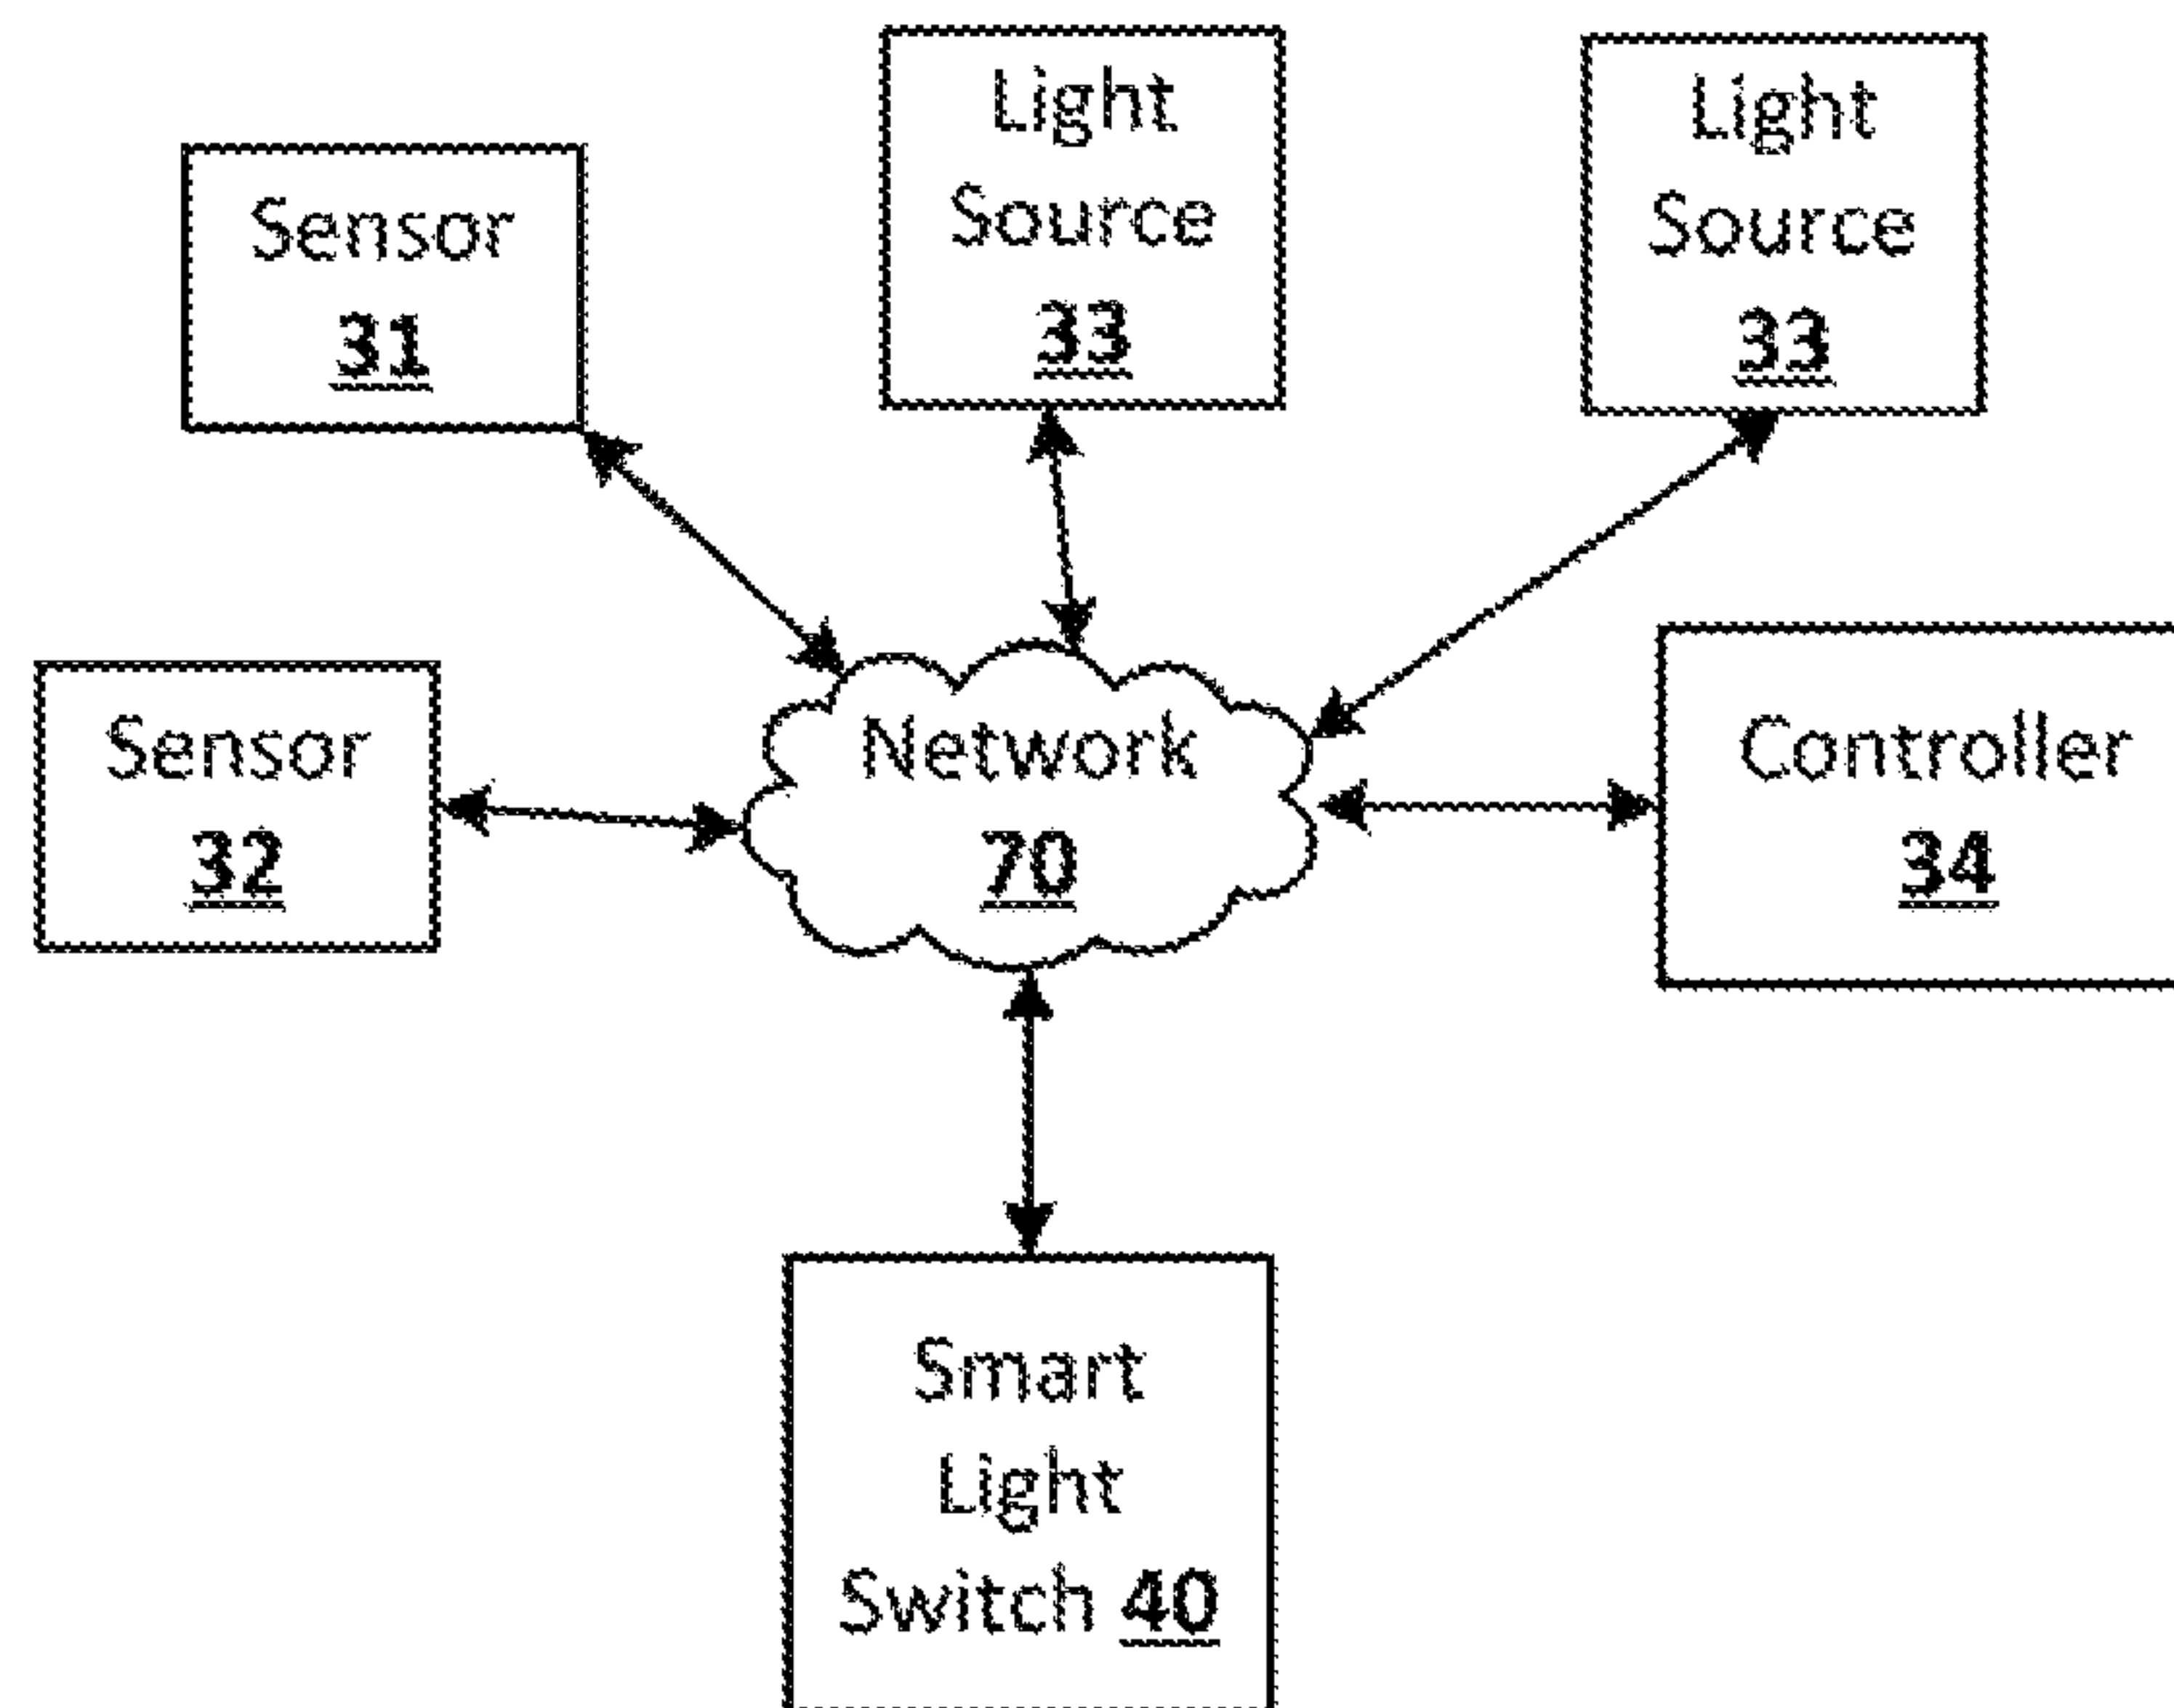 Light
Source
33
Light
Source
33
Sensor
31
Sensor
32
Network
70
Controller
34
Smart
Light
Switch 40